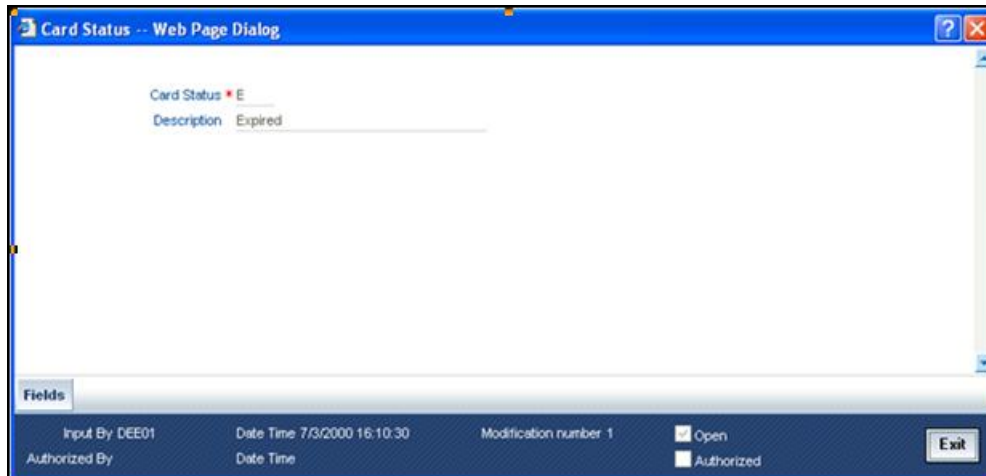 Card Status -- Web Page Dialog
?
Card Status * E
Description Expired
Fields
Input By DEE01 Date Time 7/3/2000 16:10:30 Modification number 1 Open
Authorized By Date Time Authorized
Exit